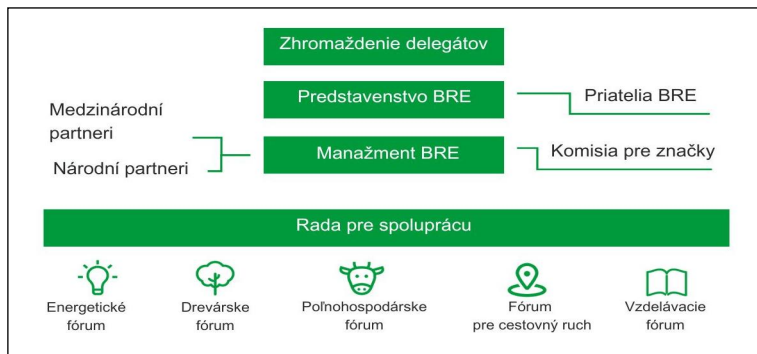 Zhromaždenie delegátov
Predstavenstvo BRE
Priatelia BRE
Medzinárodní
partneri
Národní partneri
Manažment BRE
Komisia pre značky
Rada pre spoluprácu
Energetické
fórum
Drevárske
fórum
Poľnohospodárske
fórum
Fórum
pre cestovný ruch
Vzdelávacie
fórum